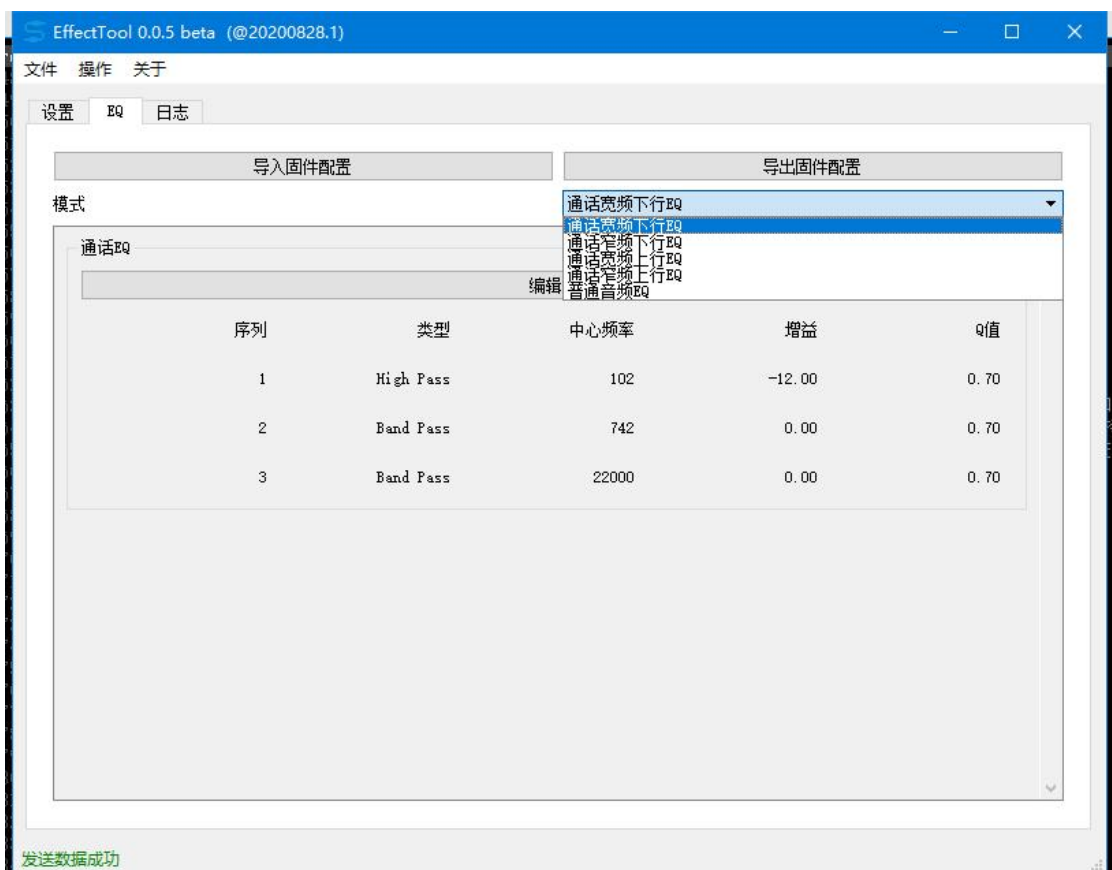 EffectTool 0.0.5 beta (@20200828.1)
文件 操作 关于
设置 EQ 日志
导入固件配置 导出固件配置
模式 通话宽频下行EQ
通话宽频下行EQ
通话窄频下行EQ
通话宽频上行EQ
通话窄频上行EQ
普通音频EQ
通话EQ
编辑
序列 类型 中心频率 增益 Q值
1 High Pass 102 -12.00 0.70
2 Band Pass 742 0.00 0.70
3 Band Pass 22000 0.00 0.70
发送数据成功